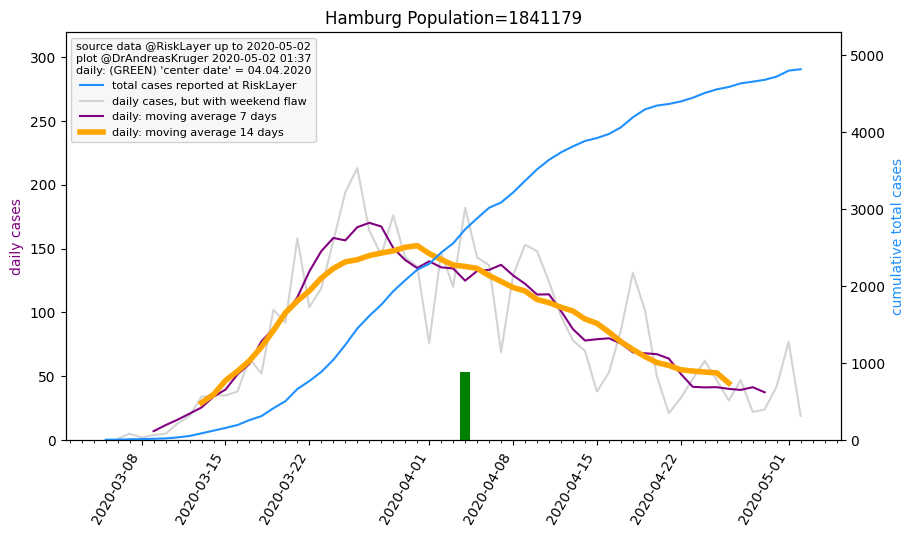 Hamburg Population=1841179
source data @RiskLayer up to 2020-05-02
plot @DrAndreasKruger 2020-05-02 01:37
daily: (GREEN) 'center date' = 04.04.2020
total cases reported at RiskLayer
daily cases, but with weekend flaw
daily: moving average 7 days
daily: moving average 14 days
daily cases
300
250
200
150
100
50
0
cumulative total cases
5000
4000
3000
2000
1000
0
2020-03-08
2020-03-15
2020-03-22
2020-04-01
2020-04-08
2020-04-15
2020-04-22
2020-05-01